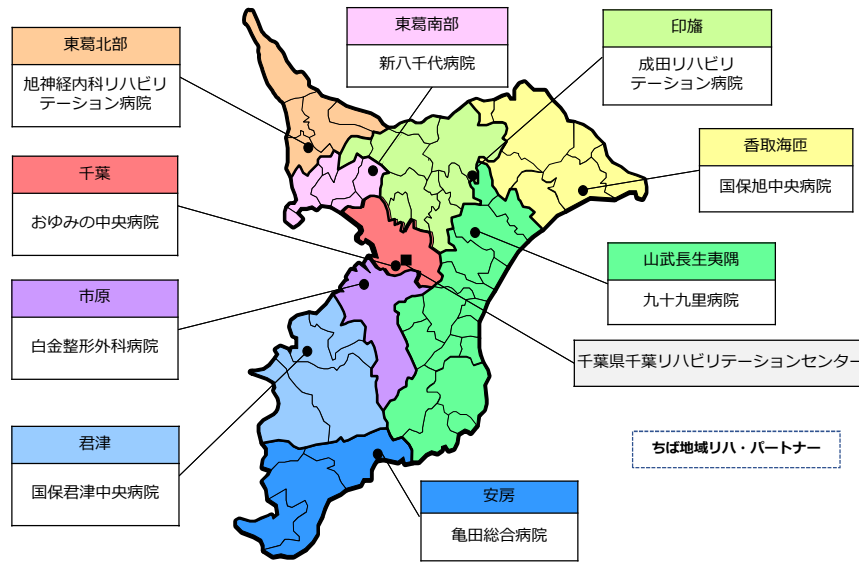 東葛北部
旭神経内科リハビリ
テーション病院
東葛南部
新八千代病院
印旛
成田リハビリ
テーション病院
千葉
おゆみの中央病院
香取海匝
国保旭中央病院
市原
白金整形外科病院
山武長生夷隅
九十九里病院
千葉県千葉リハビリテーションセンター
君津
国保君津中央病院
ちば地域リハ・パートナー
安房
亀田総合病院